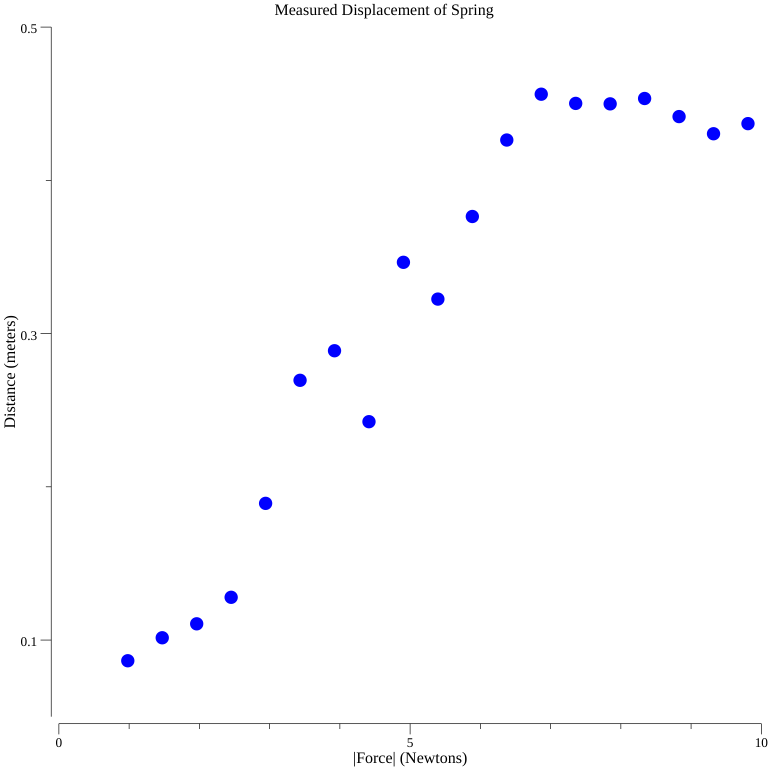 Measured Displacement of Spring
0.5
0.3
0.1
Distance (meters)
0
5
10
|Force| (Newtons)